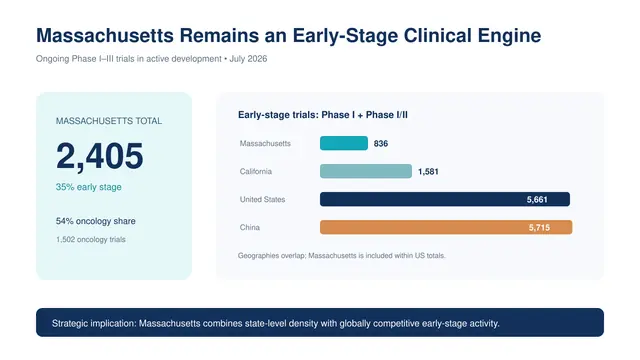 Massachusetts Remains an Early-Stage Clinical Engine
Ongoing Phase I–III trials in active development • July 2026
MASSACHUSETTS TOTAL
2,405
35% early stage
54% oncology share
1,502 oncology trials
Early-stage trials: Phase I + Phase I/II
Massachusetts 836
California 1,581
United States 5,661
China 5,715
Geographies overlap; Massachusetts is included within US totals.
Strategic implication: Massachusetts combines state-level density with globally competitive early-stage activity.